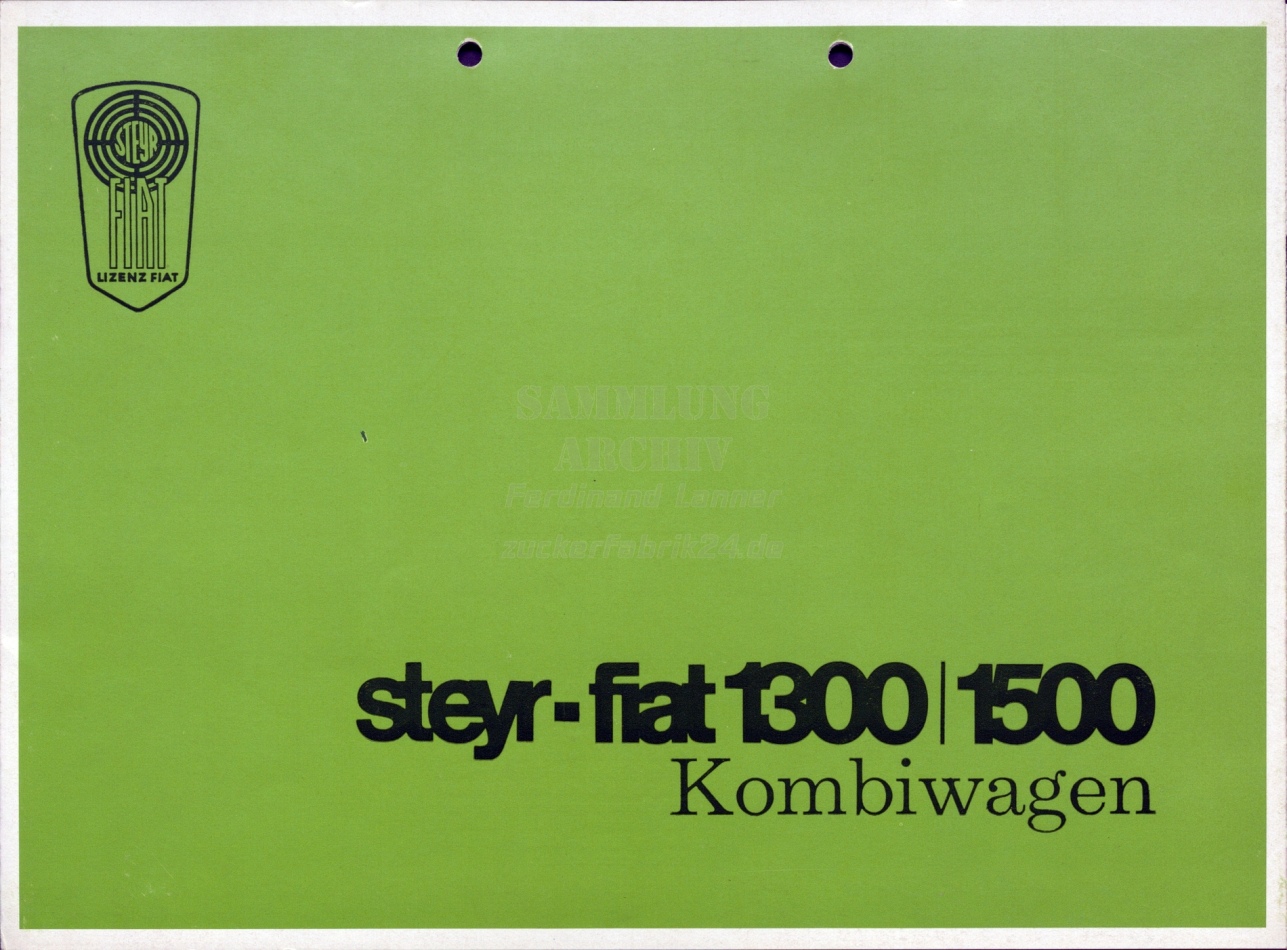 STEYR
FIAT
LIZENZ FIAT
SAMMLUNG
ARCHIV
Ferdinand Lanner
zuckerfabrik24.de
steyr-fiat 1300|1500
Kombiwagen